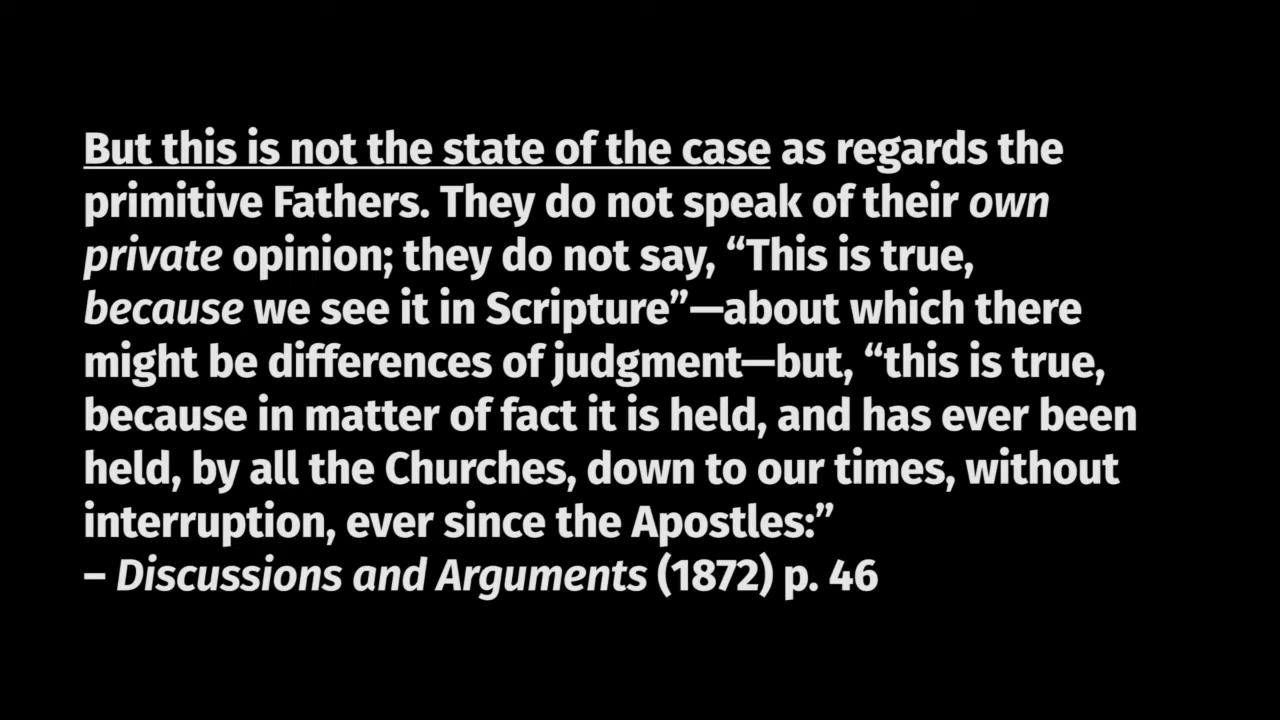 But this is not the state of the case as regards the
primitive Fathers. They do not speak of their own
private opinion; they do not say, “This is true,
because we see it in Scripture”—about which there
might be differences of judgment—but, “this is true,
because in matter of fact it is held, and has ever been
held, by all the Churches, down to our times, without
interruption, ever since the Apostles:”
– Discussions and Arguments (1872) p. 46